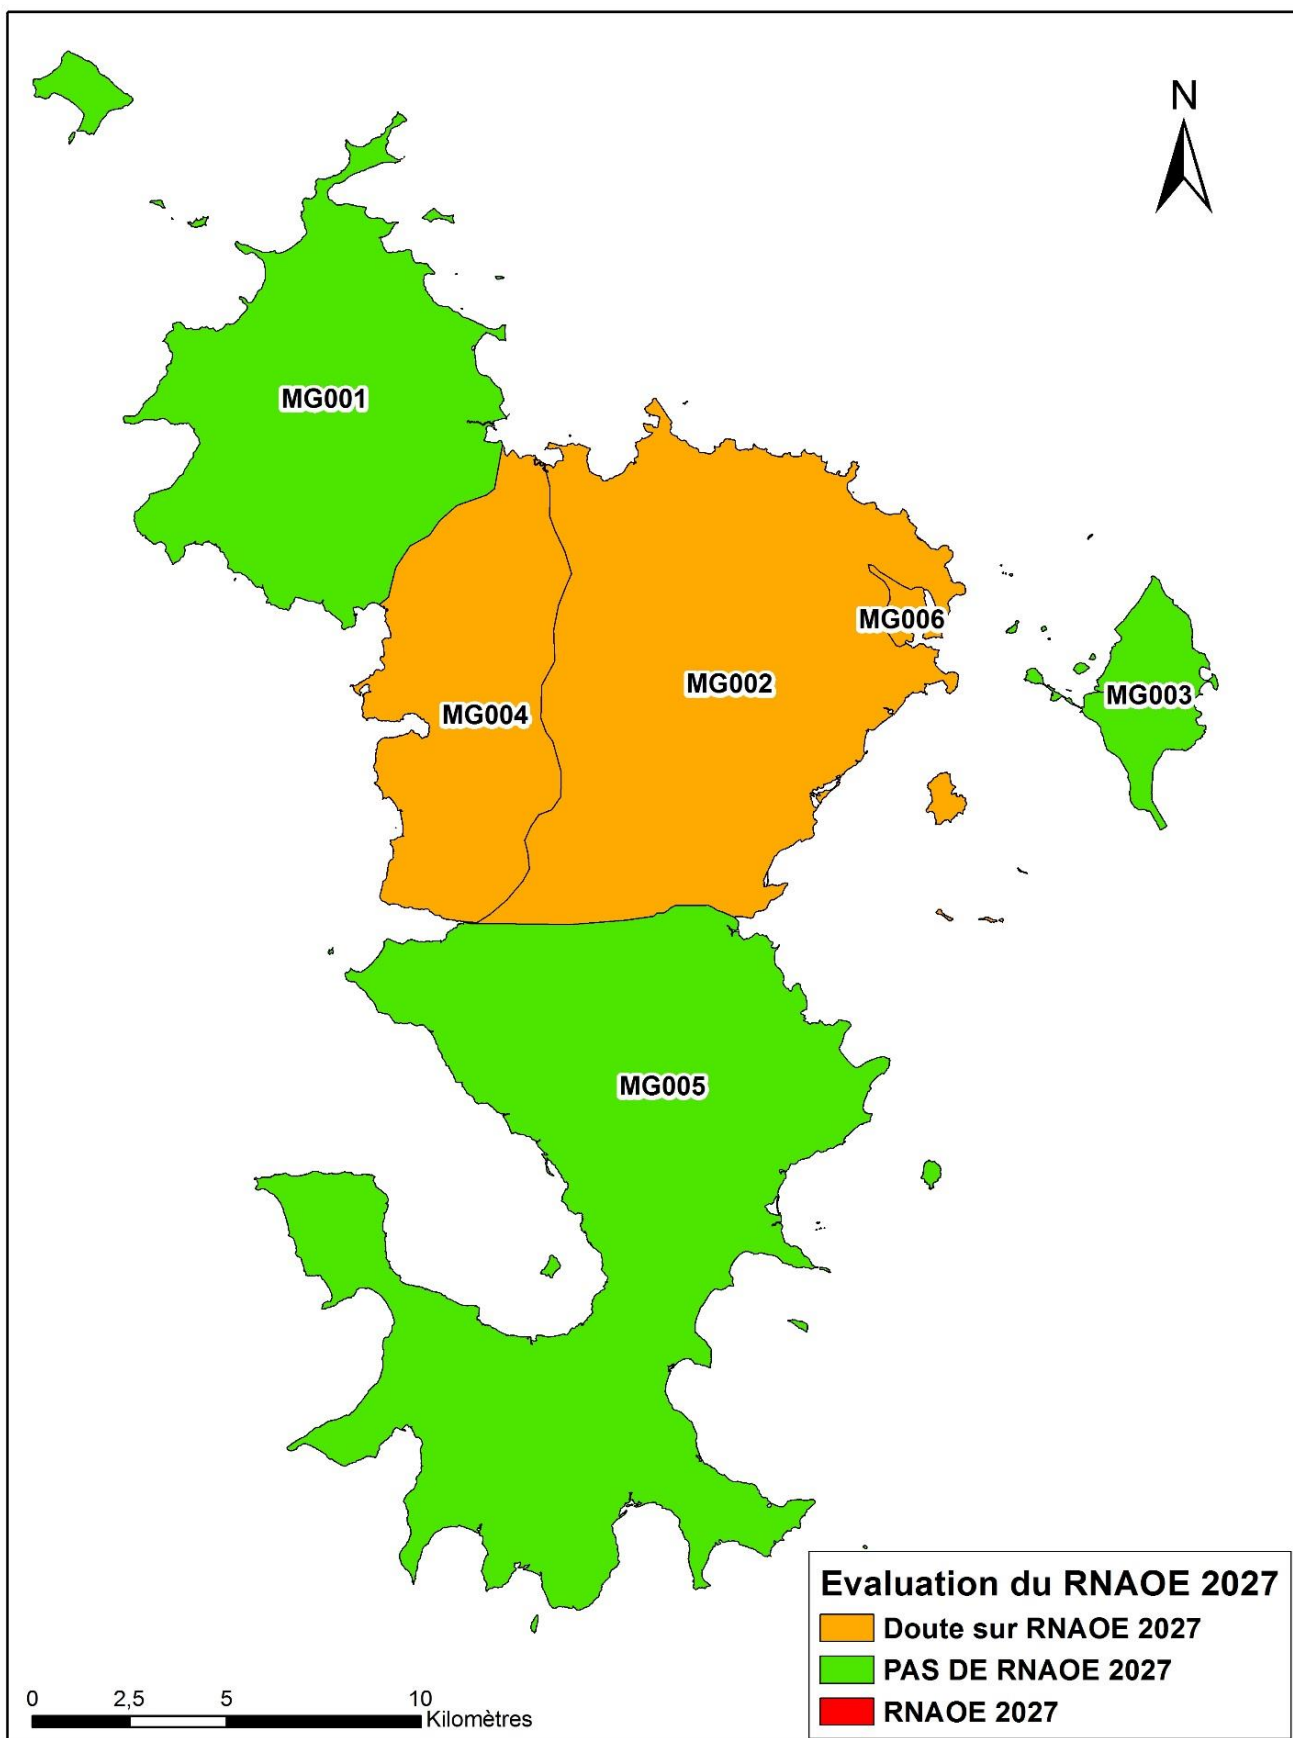 N
MG001
MG006
MG002
MG003
MG004
MG005
Evaluation du RNAOE 2027
Doute sur RNAOE 2027
PAS DE RNAOE 2027
RNAOE 2027
0 2,5 5 10
Kilomètres